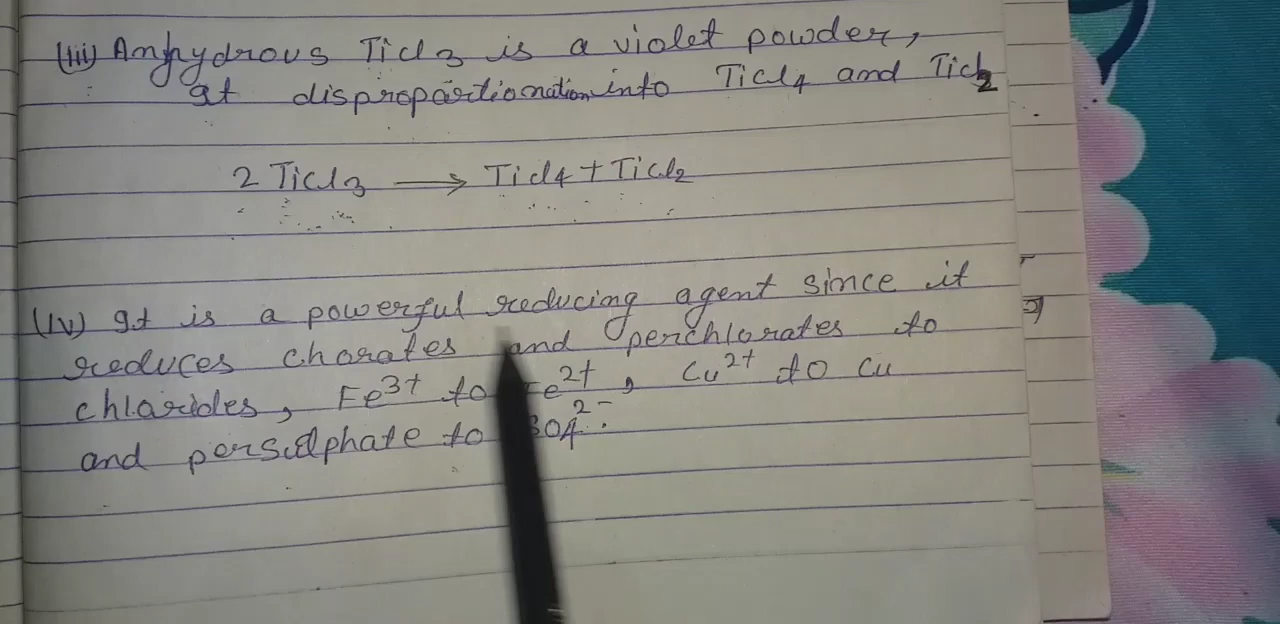 (iii) Anhydrous TiCl3 is a violet powder,
It disproportionation into TiCl4 and TiCl2
2 TiCl3 → TiCl4 + TiCl2
(iv) It is a powerful reducing agent since it
reduces chorates and perchlorates to
chlorides, Fe3+ to Fe2+, Cu2+ to Cu
and persulphate to SO4 2-.